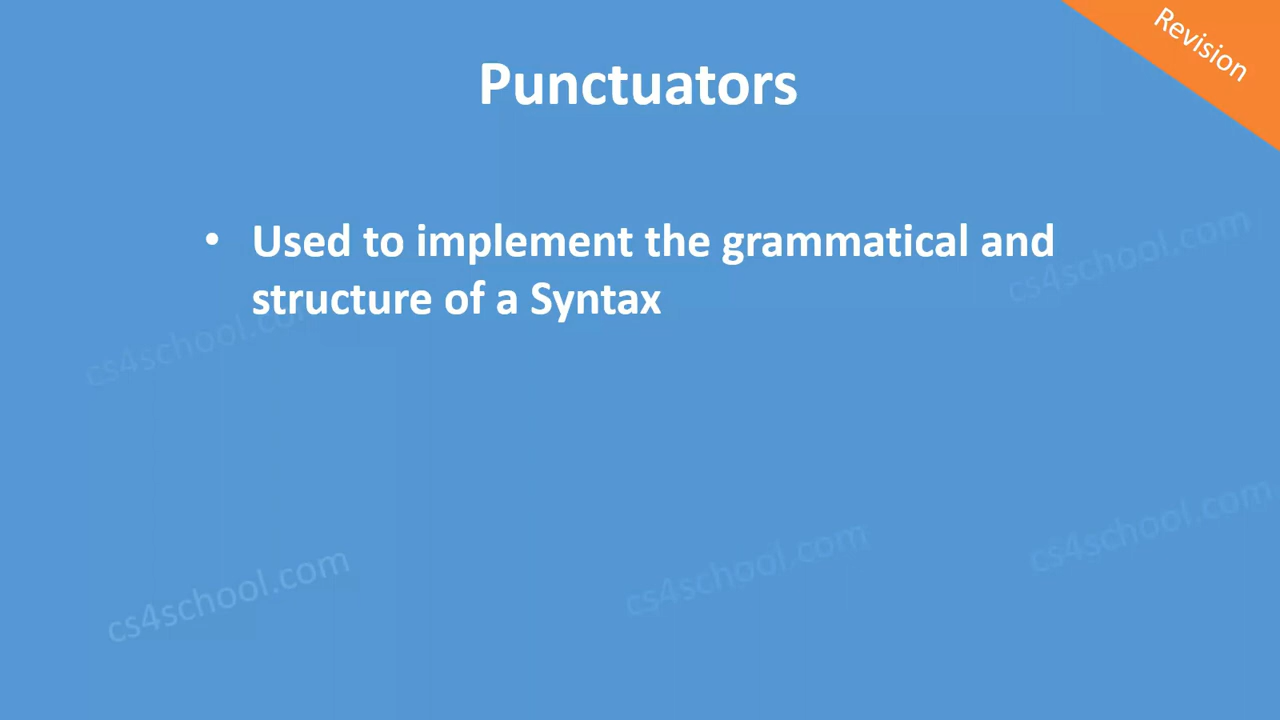 Revision
Punctuators
• Used to implement the grammatical and
structure of a Syntax
cs4school.com
cs4school.com
cs4school.com
cs4school.com
cs4school.com